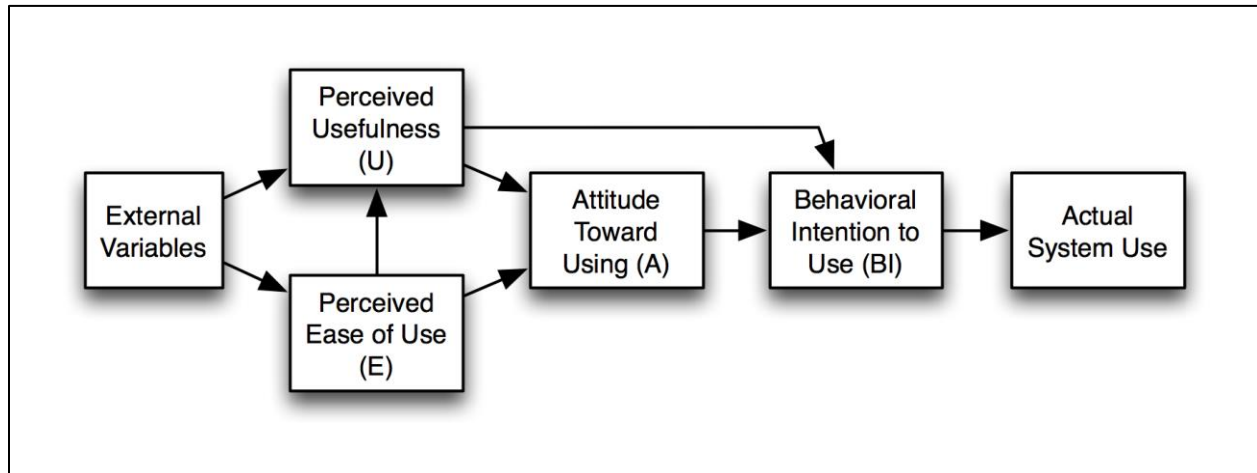 External
Variables
Perceived
Usefulness
(U)
Perceived
Ease of Use
(E)
Attitude
Toward
Using (A)
Behavioral
Intention to
Use (BI)
Actual
System Use